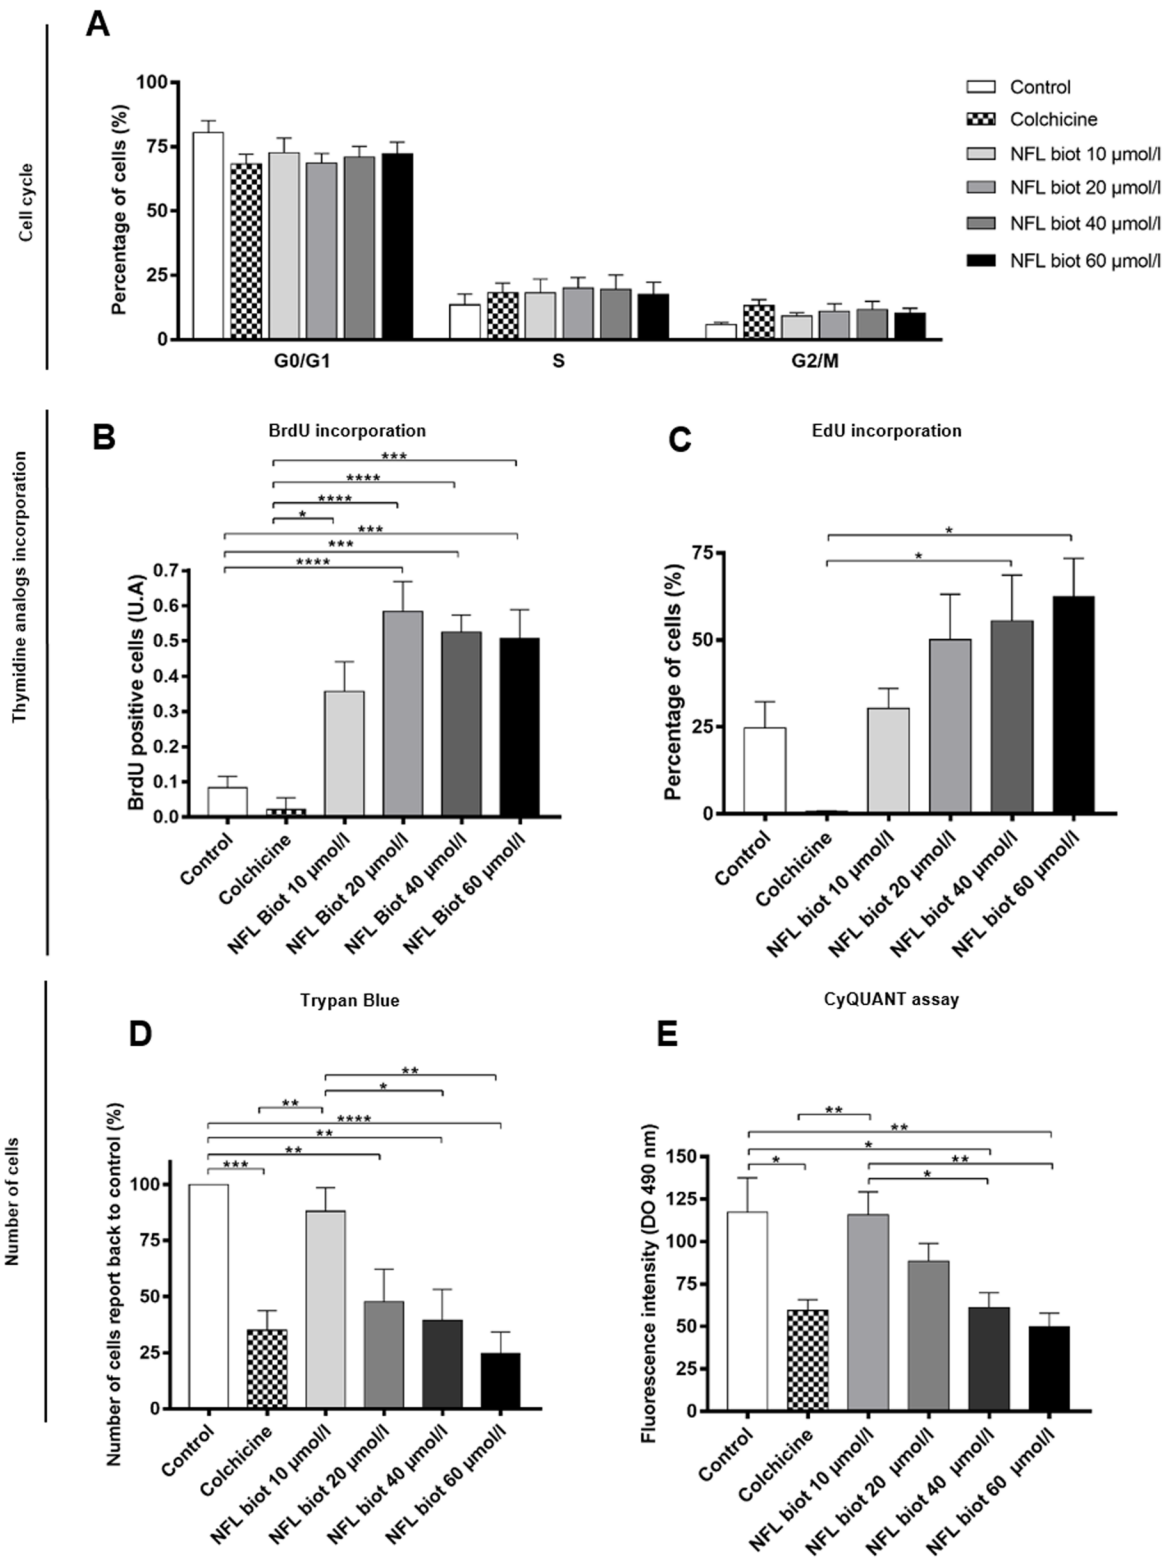 A
Cell cycle
Percentage of cells (%)
100
75
50
25
0
G0/G1
S
G2/M
Control
Colchicine
NFL biot 10 µmol/l
NFL biot 20 µmol/l
NFL biot 40 µmol/l
NFL biot 60 µmol/l
Thymidine analogs incorporation
B
BrdU incorporation
***
****
****
*
***
***
****
BrdU positive cells (U.A)
0.7
0.6
0.5
0.4
0.3
0.2
0.1
0.0
Control
Colchicine
NFL Biot 10 µmol/l
NFL Biot 20 µmol/l
NFL Biot 40 µmol/l
NFL Biot 60 µmol/l
C
EdU incorporation
*
*
Percentage of cells (%)
75
50
25
0
Control
Colchicine
NFL biot 10 µmol/l
NFL biot 20 µmol/l
NFL biot 40 µmol/l
NFL biot 60 µmol/l
Number of cells
D
Trypan Blue
**
*
**
****
**
**
***
Number of cells report back to control (%)
100
75
50
25
0
Control
Colchicine
NFL biot 10 µmol/l
NFL biot 20 µmol/l
NFL biot 40 µmol/l
NFL biot 60 µmol/l
E
CyQUANT assay
**
**
*
*
**
*
Fluorescence intensity (DO 490 nm)
150
125
100
75
50
25
0
Control
Colchicine
NFL biot 10 µmol/l
NFL biot 20 µmol/l
NFL biot 40 µmol/l
NFL biot 60 µmol/l